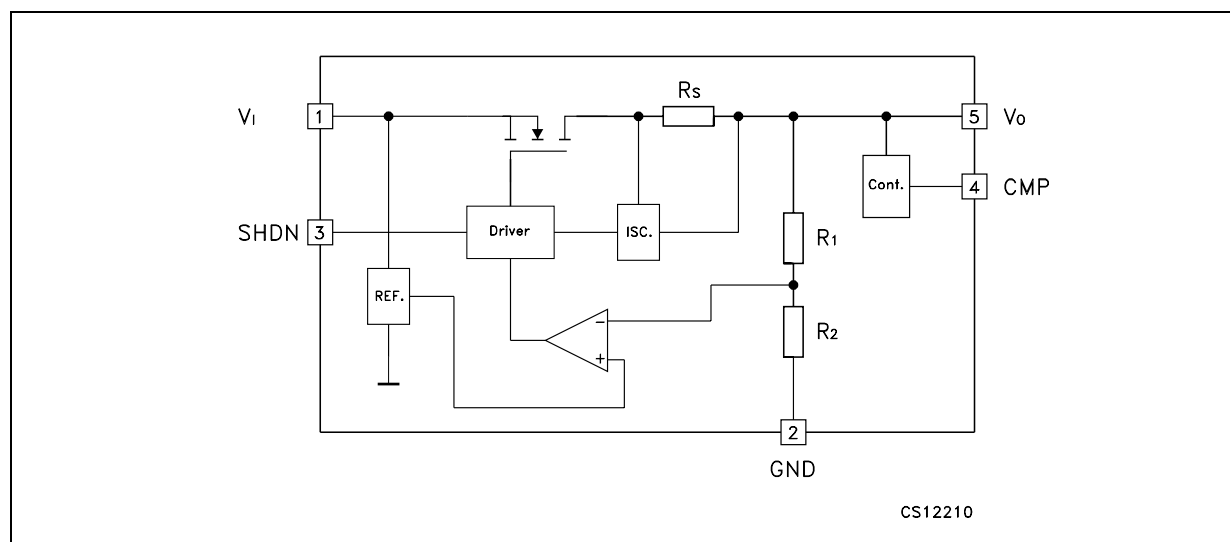 Rs
VI 1 5 Vo
Cont. 4 CMP
SHDN 3 Driver ISC. R1
REF.
− R2
+
2
GND
CS12210